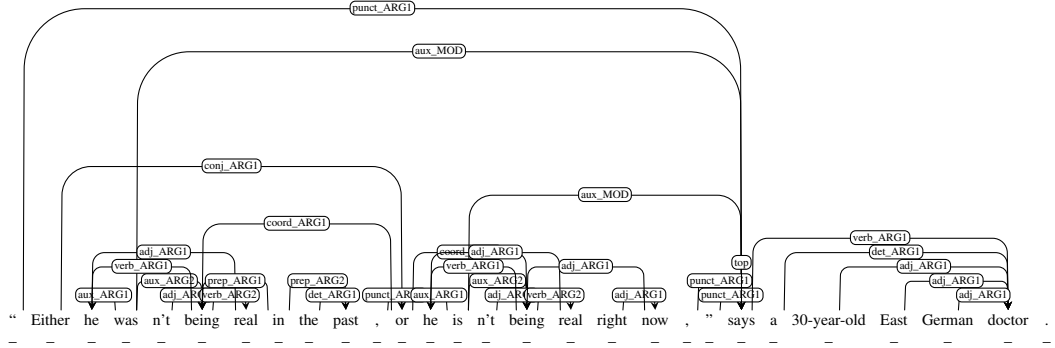 punct_ARG1
aux_MOD
conj_ARG1
aux_MOD
coord_ARG1
verb_ARG1
adj_ARG1 adj_ARG1 det_ARG1
top
verb_ARG1 verb_ARG1 adj_ARG1 adj_ARG1
aux_ARG2 prep_ARG1 prep_ARG2 aux_ARG2 punct_ARG1 adj_ARG1
aux_ARG1 verb_ARG2 det_ARG1 aux_ARG1 verb_ARG2 adj_ARG1 punct_ARG1 adj_ARG1
“ Either he was n't being real in the past , or he is n't being real right now , ” says a 30-year-old East German doctor .
_ _ _ _ _ _ _ _ _ _ _ _ _ _ _ _ _ _ _ _ _ _ _ _ _ _ _ _